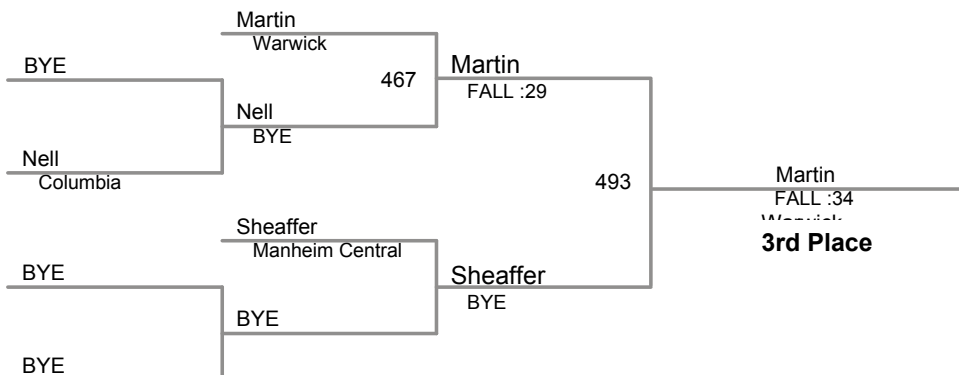 Martin
Warwick
BYE
467
Martin
FALL :29
Nell
BYE
Nell
Columbia
493
Martin
FALL :34
3rd Place
Sheaffer
Manheim Central
BYE
Sheaffer
BYE
BYE
BYE